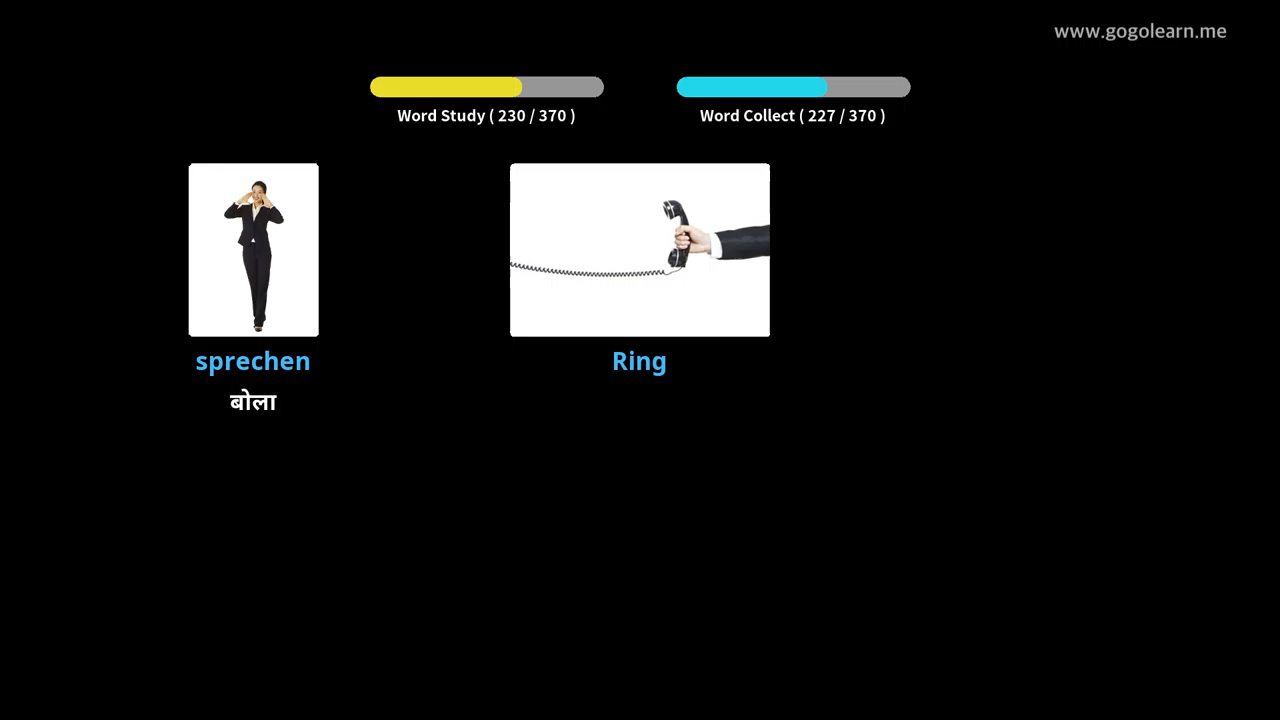 www.gogolearn.me
Word Study ( 230 / 370 )
Word Collect ( 227 / 370 )
sprechen
Ring
बोला